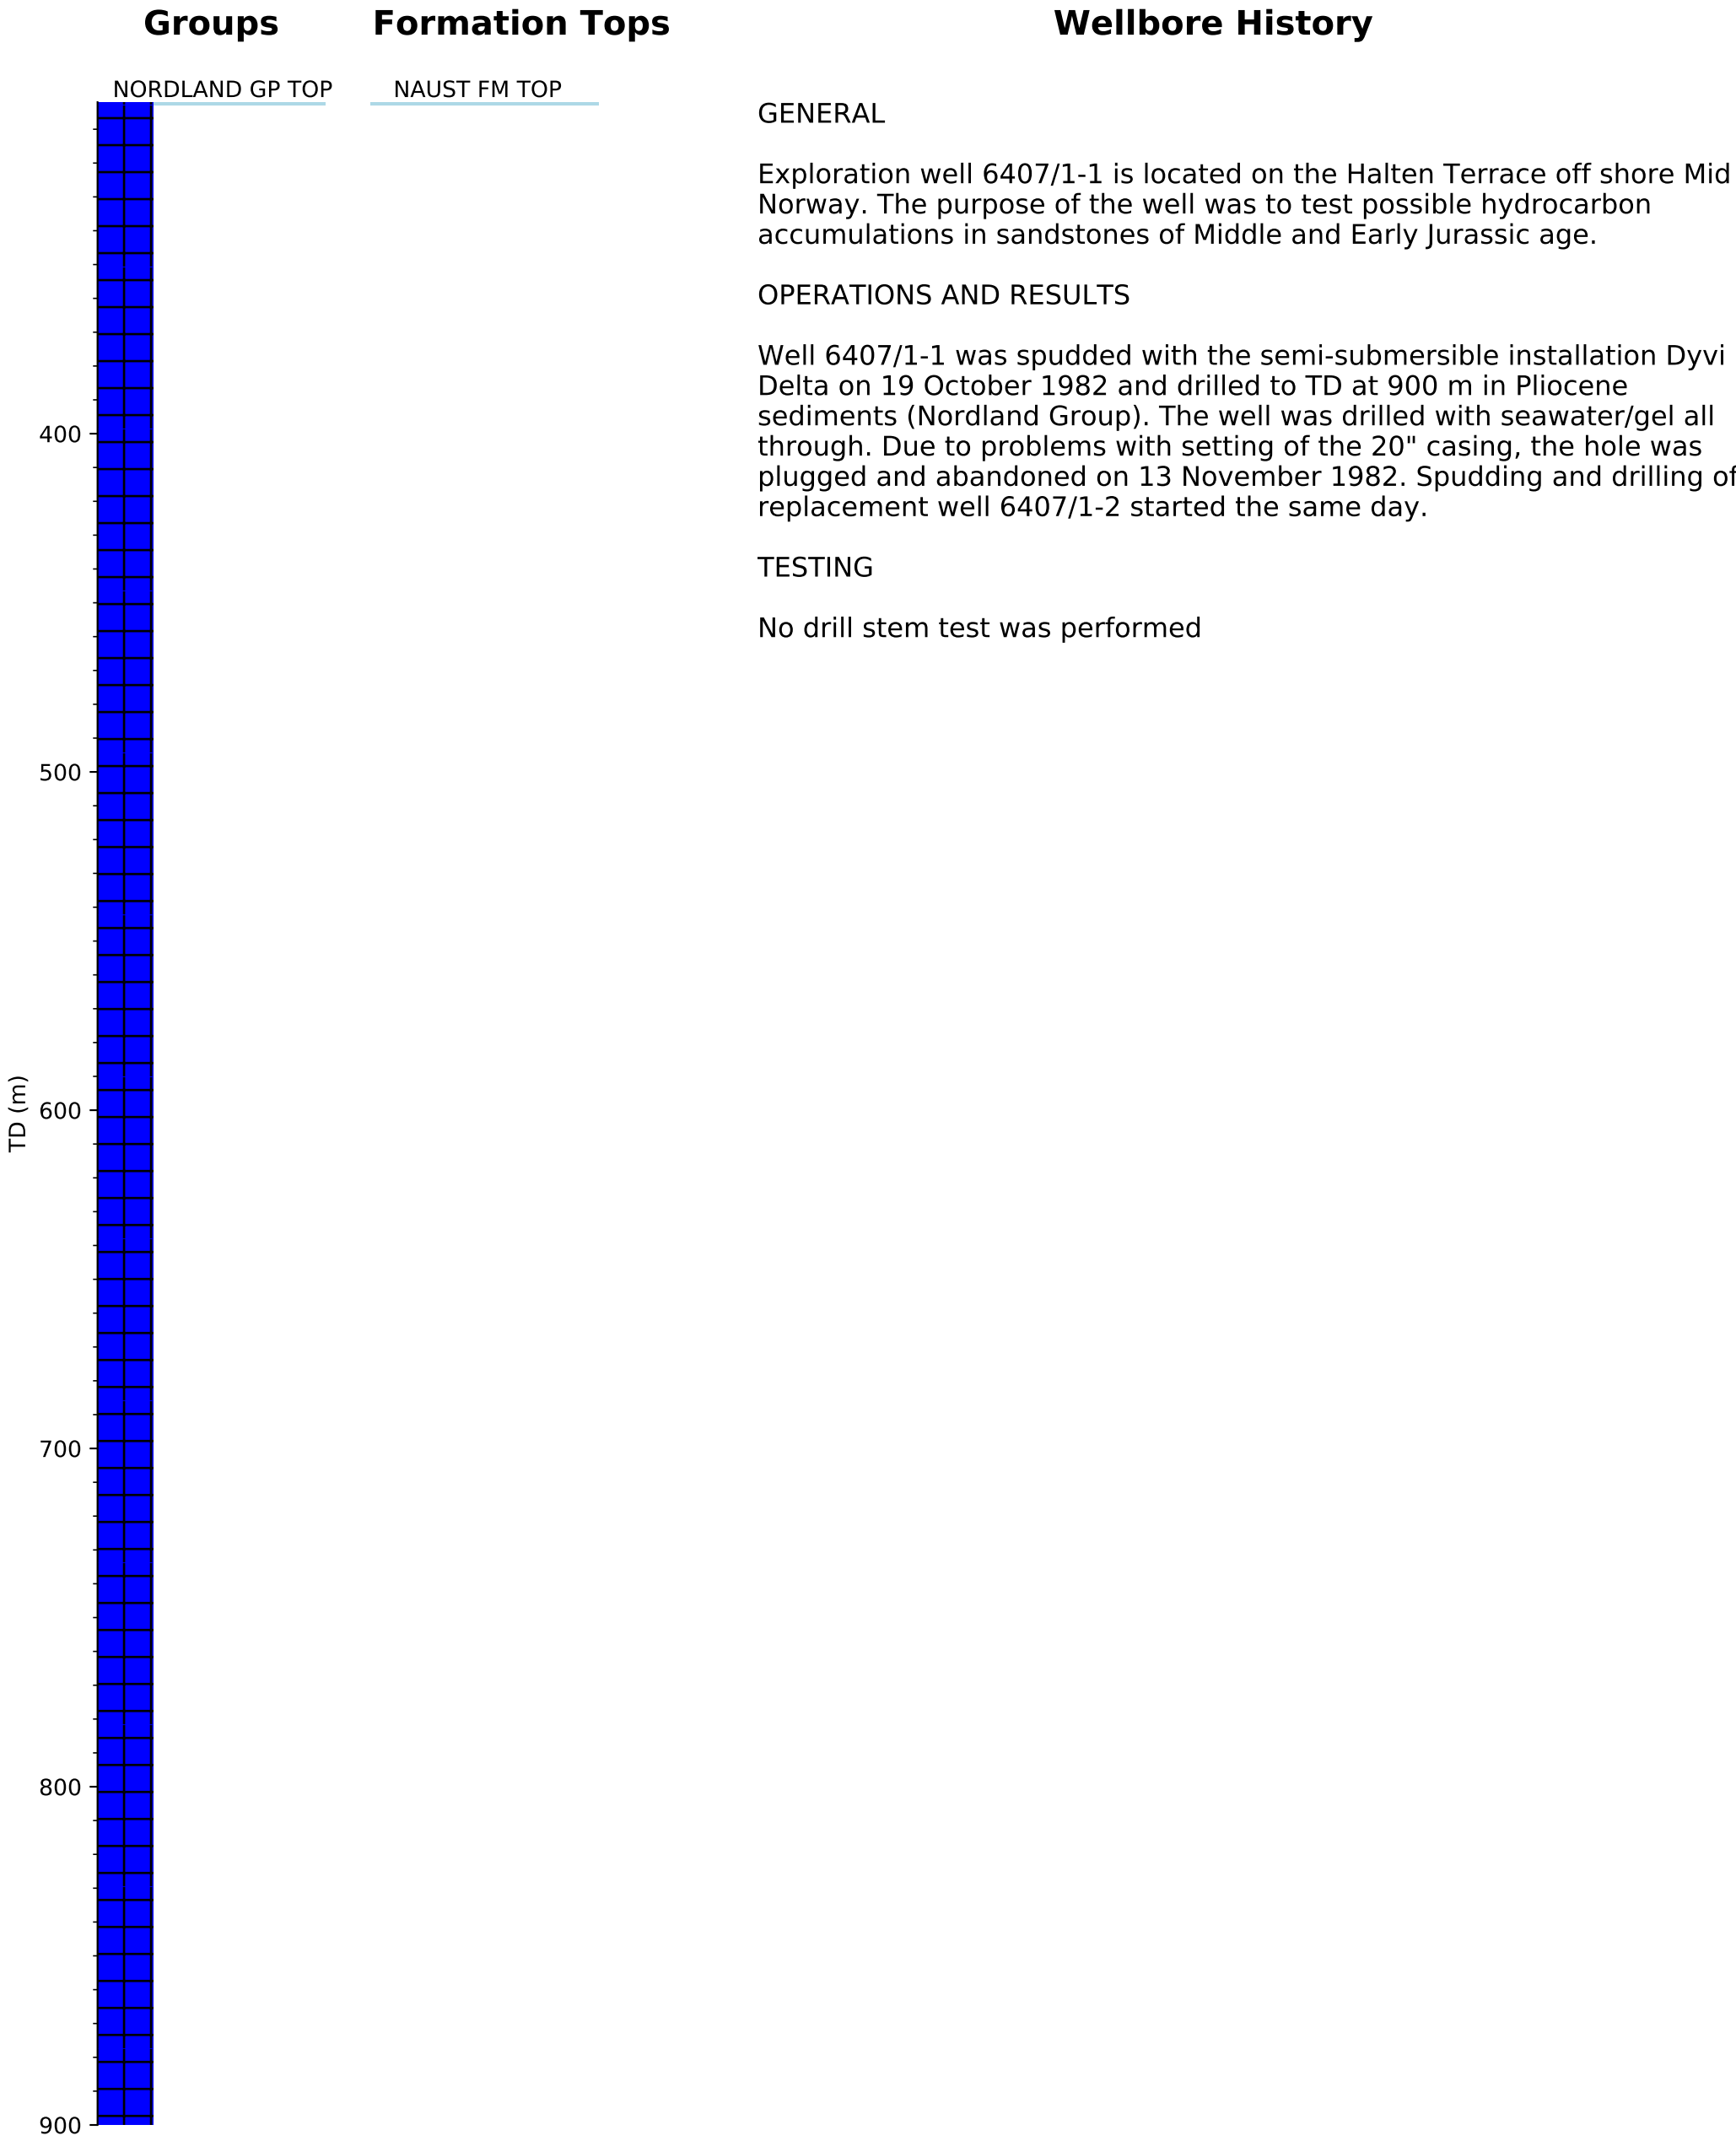 Groups
Formation Tops
Wellbore History
NORDLAND GP TOP
NAUST FM TOP
GENERAL
Exploration well 6407/1-1 is located on the Halten Terrace off shore Mid
Norway. The purpose of the well was to test possible hydrocarbon
accumulations in sandstones of Middle and Early Jurassic age.
OPERATIONS AND RESULTS
Well 6407/1-1 was spudded with the semi-submersible installation Dyvi
Delta on 19 October 1982 and drilled to TD at 900 m in Pliocene
sediments (Nordland Group). The well was drilled with seawater/gel all
through. Due to problems with setting of the 20" casing, the hole was
plugged and abandoned on 13 November 1982. Spudding and drilling of
replacement well 6407/1-2 started the same day.
TESTING
No drill stem test was performed
TD (m)
400
500
600
700
800
900